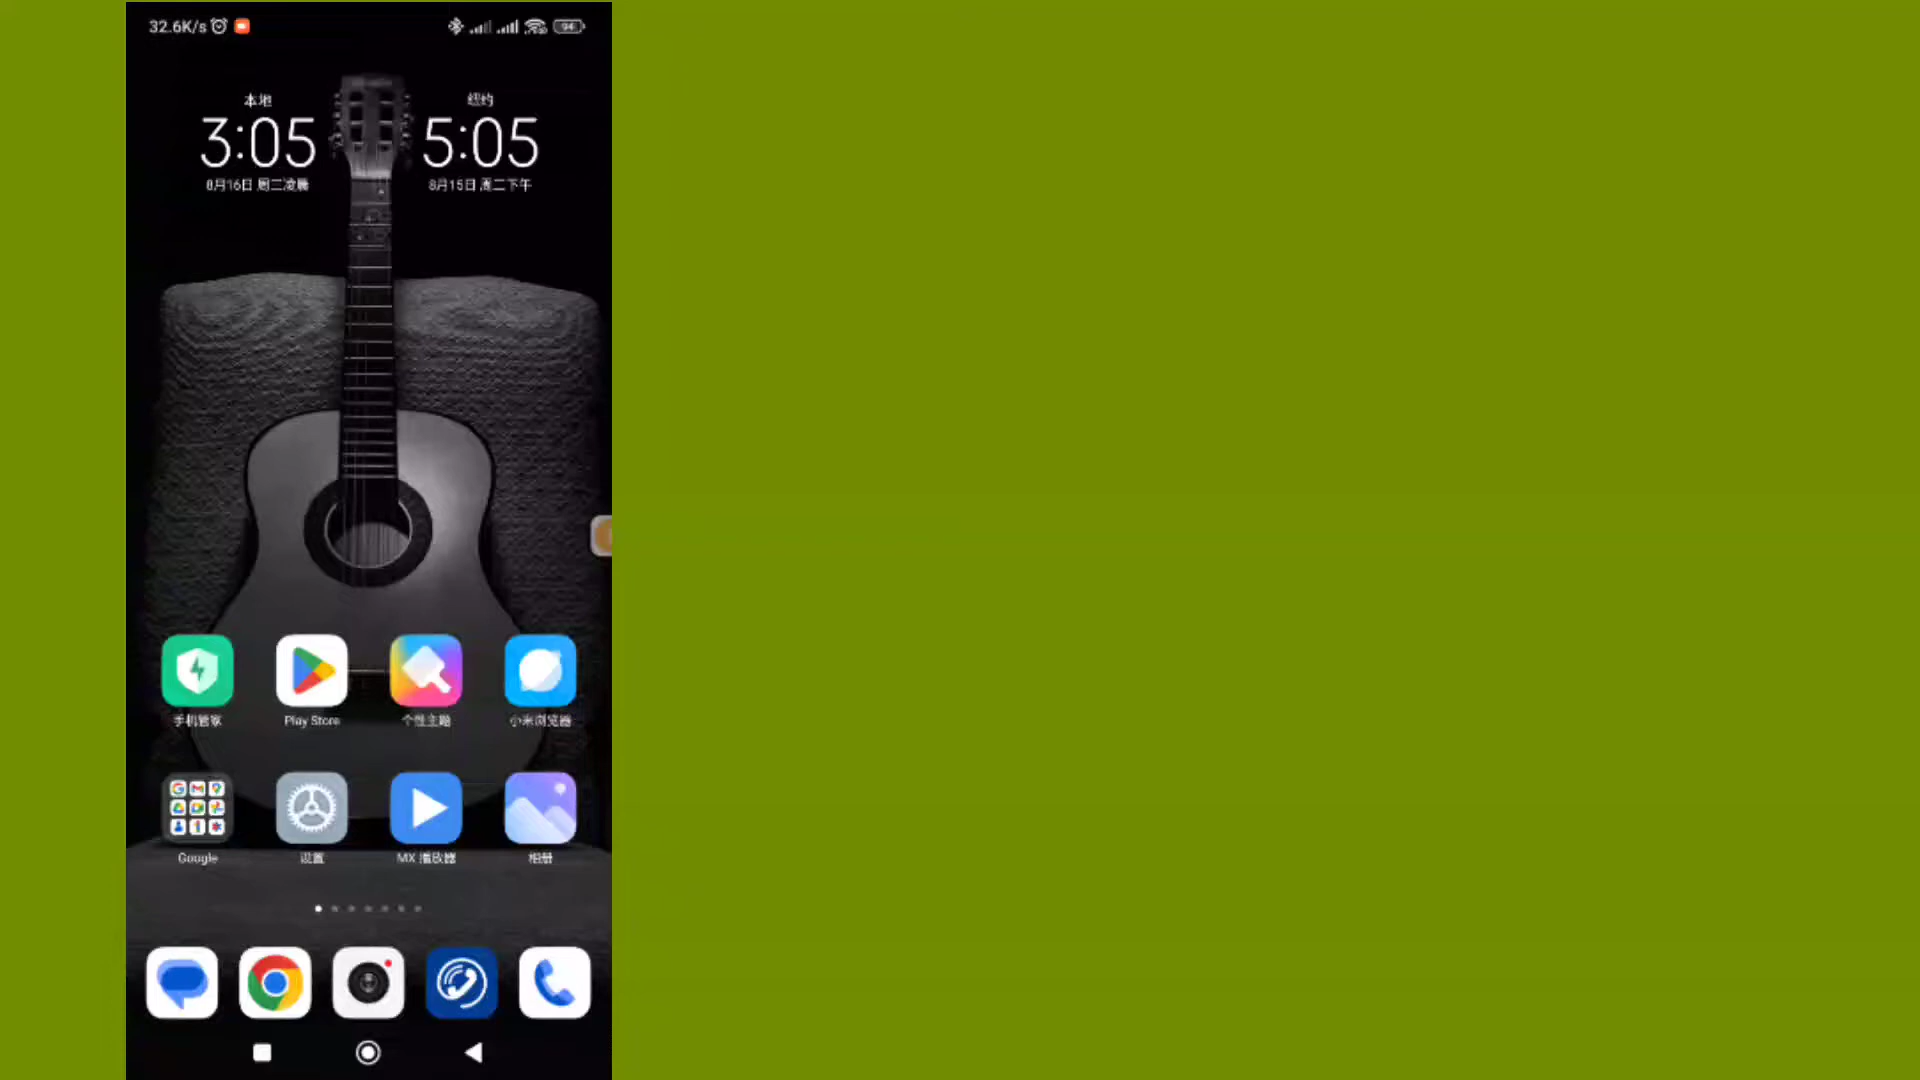 32.6K/s
94
本地
3:05
8月16日 周三凌晨
纽约
5:05
8月15日 周二下午
手机管家
Play Store
个性主题
小米浏览器
Google
设置
MX 播放器
相册